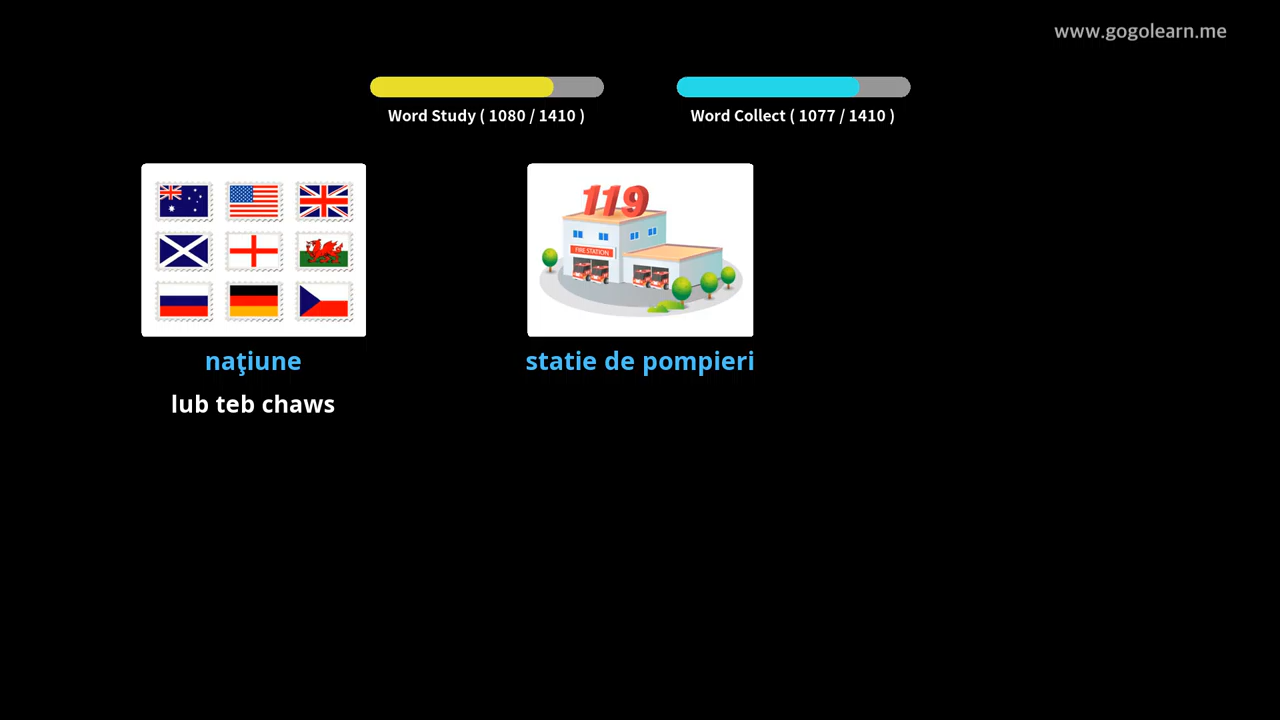 www.gogolearn.me
Word Study ( 1080 / 1410 )
Word Collect ( 1077 / 1410 )
119
FIRE STATION
naţiune
statie de pompieri
lub teb chaws